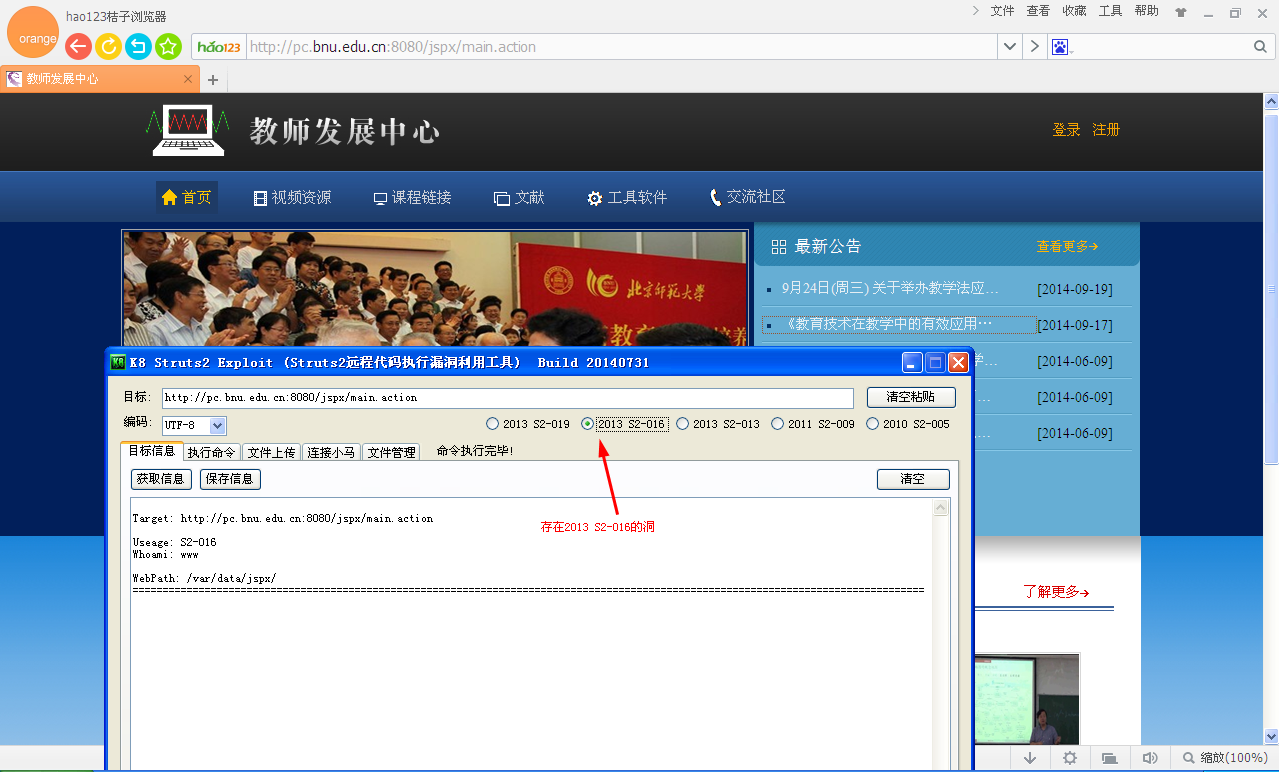 hao123桔子浏览器
文件 查看 收藏 工具 帮助
orange
hao123 http://pc.bnu.edu.cn:8080/jspx/main.action
教师发展中心
教师发展中心
登录 注册
首页 视频资源 课程链接 文献 工具软件 交流社区
最新公告 查看更多
9月24日(周三) 关于举办教学法应... [2014-09-19]
《教育技术在教学中的有效应用… [2014-09-17]
[2014-06-09]
[2014-06-09]
[2014-06-09]
北京师范大学
K8 Struts2 Exploit (Struts2远程代码执行漏洞利用工具) Build 20140731
目标: http://pc.bnu.edu.cn:8080/jspx/main.action 清空粘贴
编码: UTF-8 2013 S2-019 2013 S2-016 2013 S2-013 2011 S2-009 2010 S2-005
目标信息 执行命令 文件上传 连接小马 文件管理 命令执行完毕!
获取信息 保存信息 清空
Target: http://pc.bnu.edu.cn:8080/jspx/main.action
存在2013 S2-016的洞
Useage: S2-016
Whoami: www
WebPath: /var/data/jspx/
================================================================
了解更多
缩放(100%)